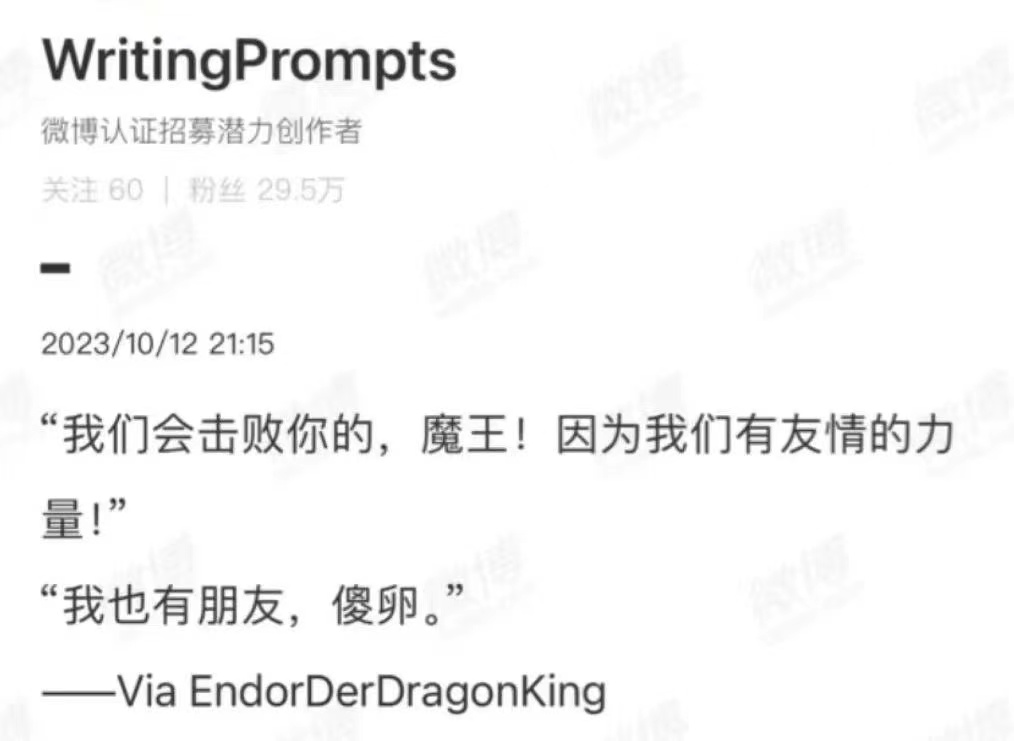 WritingPrompts
微博认证招募潜力创作者
关注 60 | 粉丝 29.5万
2023/10/12 21:15
“我们会击败你的，魔王！因为我们有友情的力
量！”
“我也有朋友，傻卵。”
——Via EndorDerDragonKing